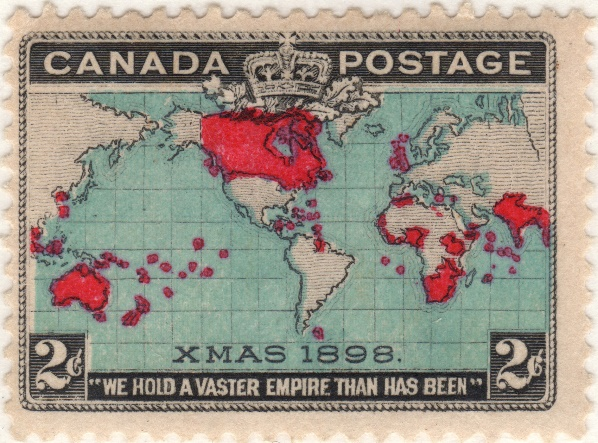 CANADA POSTAGE
XMAS 1898.
2¢ 2¢
"WE HOLD A VASTER EMPIRE THAN HAS BEEN"